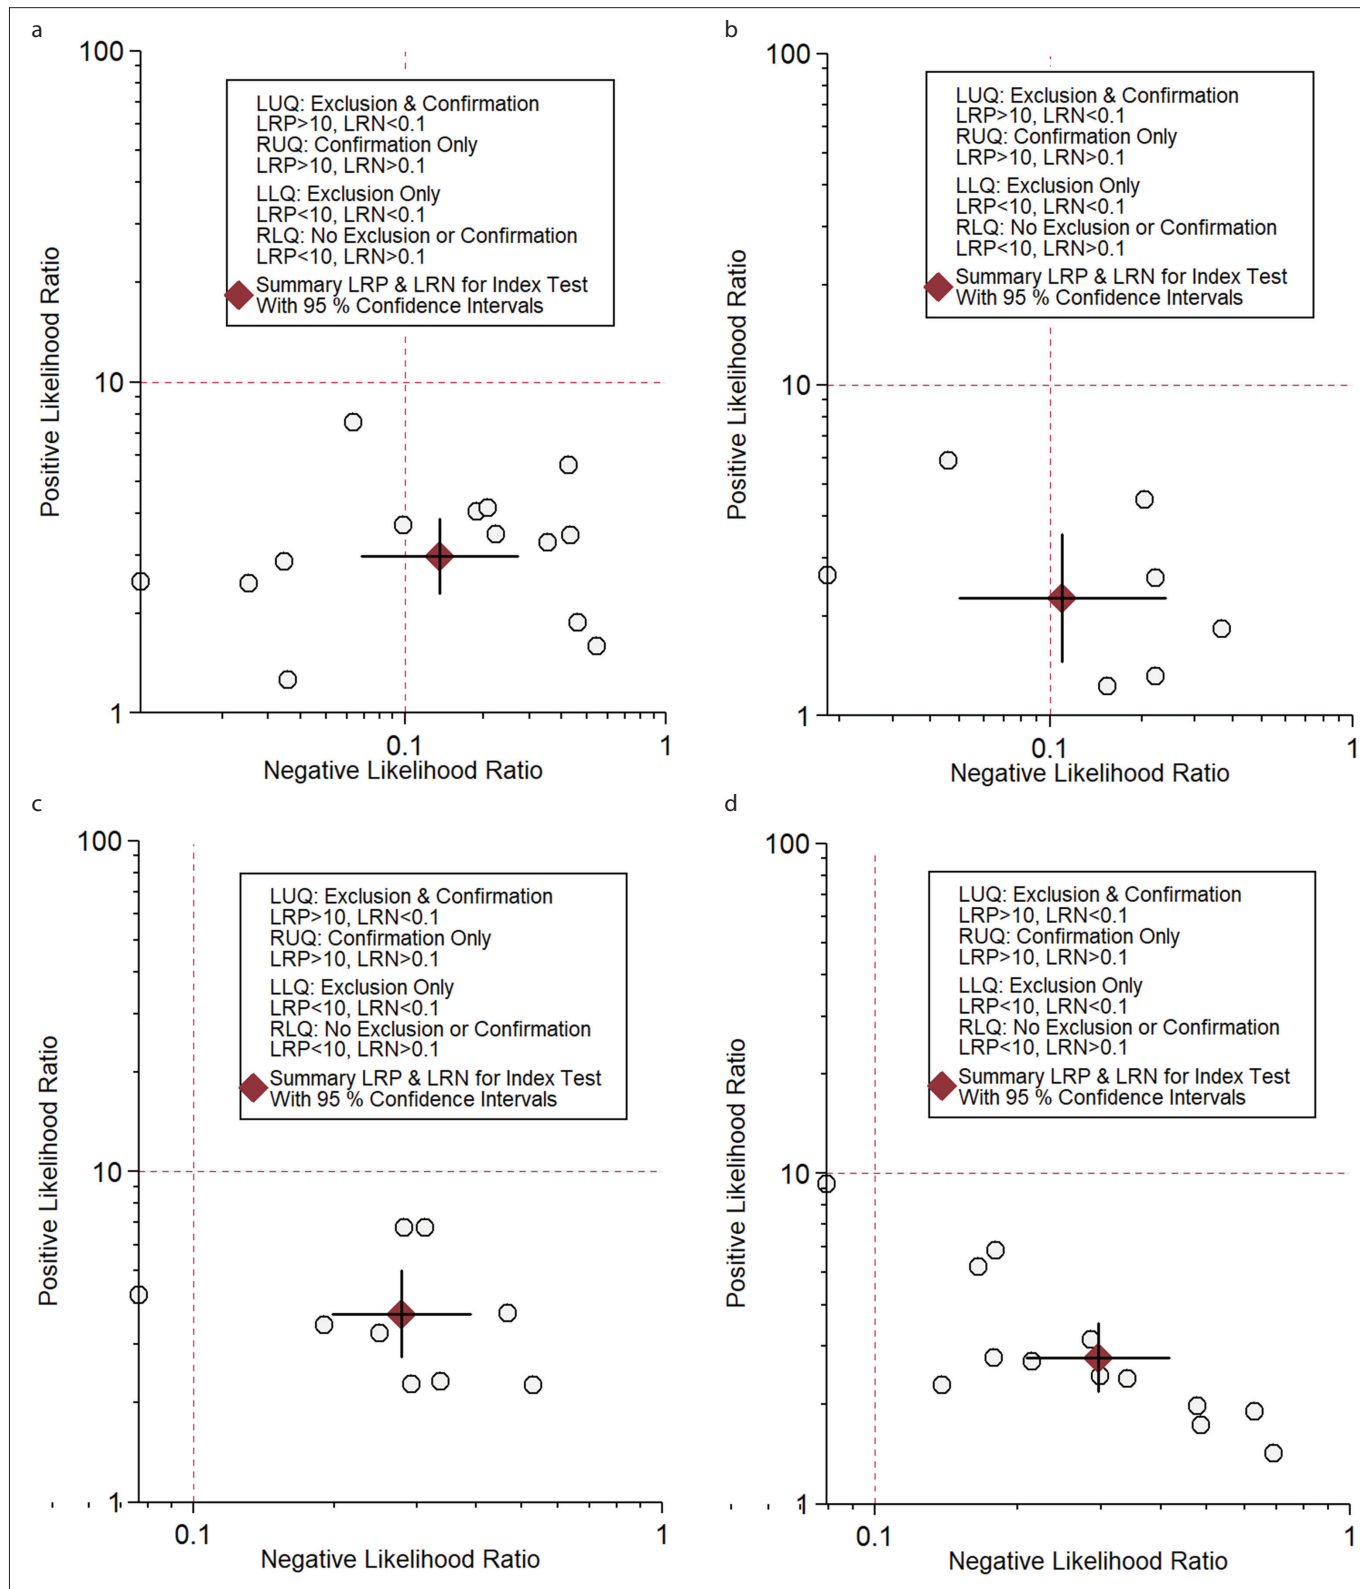 a
100
10
1
0.1
1
Positive Likelihood Ratio
Negative Likelihood Ratio
LUQ: Exclusion & Confirmation
LRP>10, LRN<0.1
RUQ: Confirmation Only
LRP>10, LRN>0.1
LLQ: Exclusion Only
LRP<10, LRN<0.1
RLQ: No Exclusion or Confirmation
LRP<10, LRN>0.1
Summary LRP & LRN for Index Test
With 95 % Confidence Intervals
b
100
10
1
0.1
1
Positive Likelihood Ratio
Negative Likelihood Ratio
LUQ: Exclusion & Confirmation
LRP>10, LRN<0.1
RUQ: Confirmation Only
LRP>10, LRN>0.1
LLQ: Exclusion Only
LRP<10, LRN<0.1
RLQ: No Exclusion or Confirmation
LRP<10, LRN>0.1
Summary LRP & LRN for Index Test
With 95 % Confidence Intervals
c
100
10
1
0.1
1
Positive Likelihood Ratio
Negative Likelihood Ratio
LUQ: Exclusion & Confirmation
LRP>10, LRN<0.1
RUQ: Confirmation Only
LRP>10, LRN>0.1
LLQ: Exclusion Only
LRP<10, LRN<0.1
RLQ: No Exclusion or Confirmation
LRP<10, LRN>0.1
Summary LRP & LRN for Index Test
With 95 % Confidence Intervals
d
100
10
1
0.1
1
Positive Likelihood Ratio
Negative Likelihood Ratio
LUQ: Exclusion & Confirmation
LRP>10, LRN<0.1
RUQ: Confirmation Only
LRP>10, LRN>0.1
LLQ: Exclusion Only
LRP<10, LRN<0.1
RLQ: No Exclusion or Confirmation
LRP<10, LRN>0.1
Summary LRP & LRN for Index Test
With 95 % Confidence Intervals